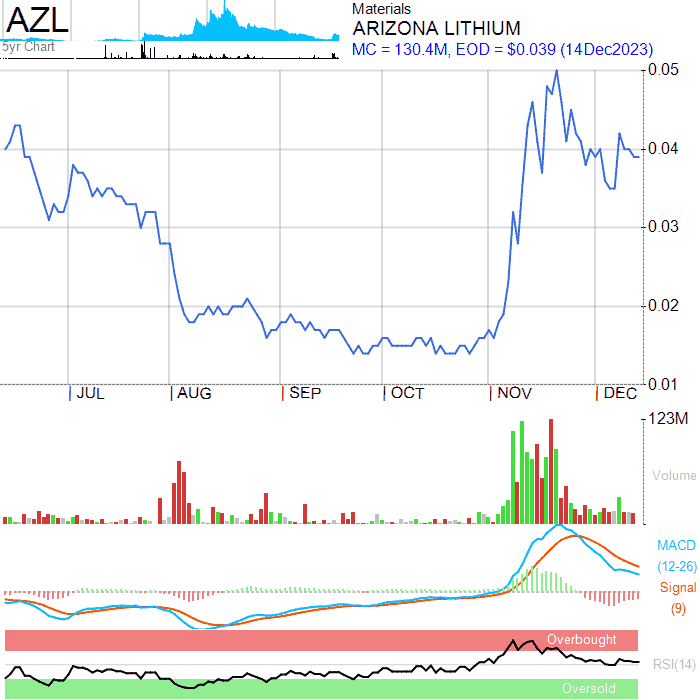 AZL
5yr Chart
Materials
ARIZONA LITHIUM
MC = 130.4M, EOD = $0.039 (14Dec2023)
0.05
0.04
0.03
0.02
0.01
JUL AUG SEP OCT NOV DEC
123M
Volume
MACD
(12-26)
Signal
(9)
Overbought
RSI(14)
Oversold